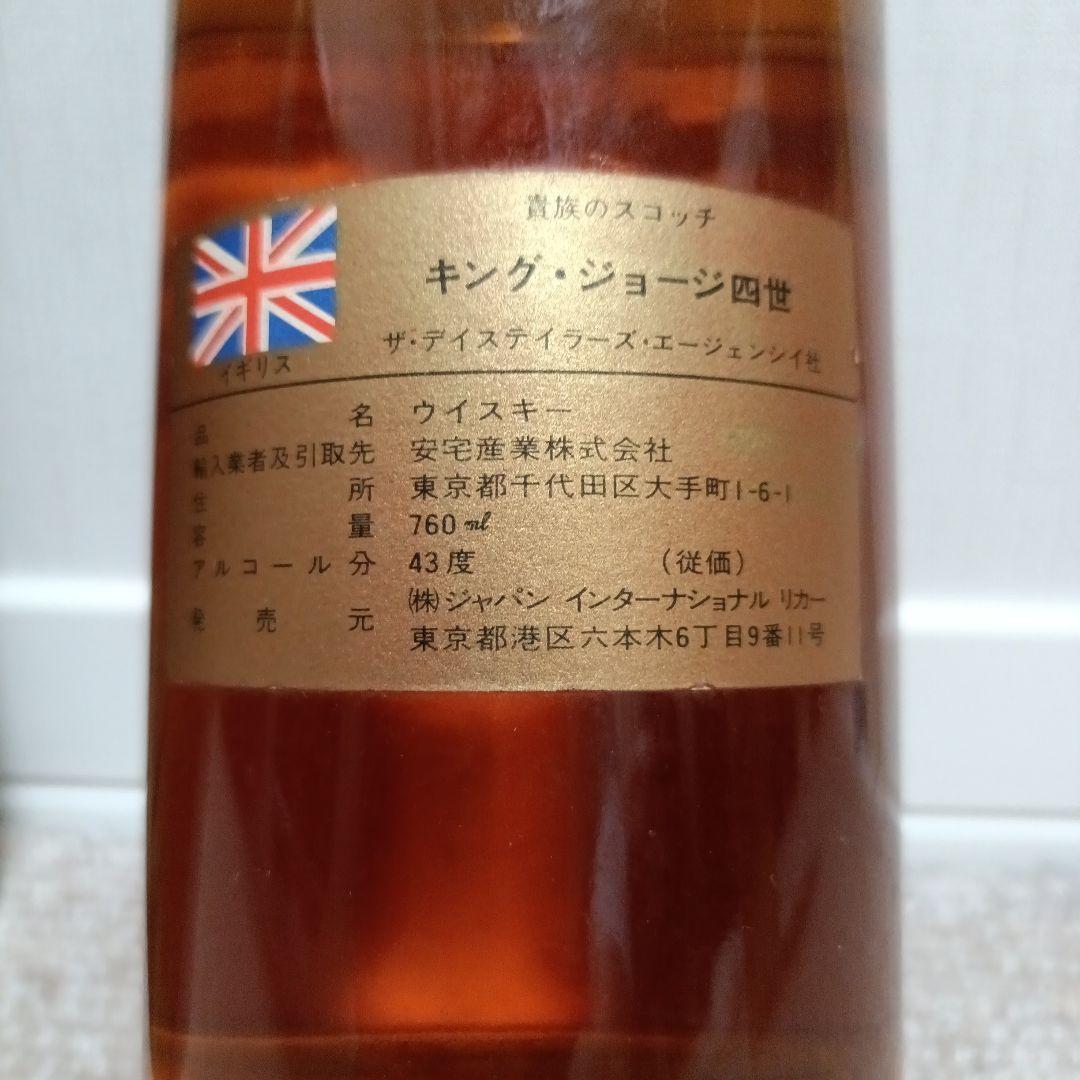 貴族のスコッチ
キング・ジョージ四世
ザ・デイステイラーズ・エージェンシイ社
イギリス
品名 ウイスキー
輸入業者及引取先 安宅産業株式会社
住所 東京都千代田区大手町1-6-1
容量 760ml
アルコール分 43度 (従価)
発売元 (株)ジャパン インターナショナル リカー
東京都港区六本木6丁目9番11号